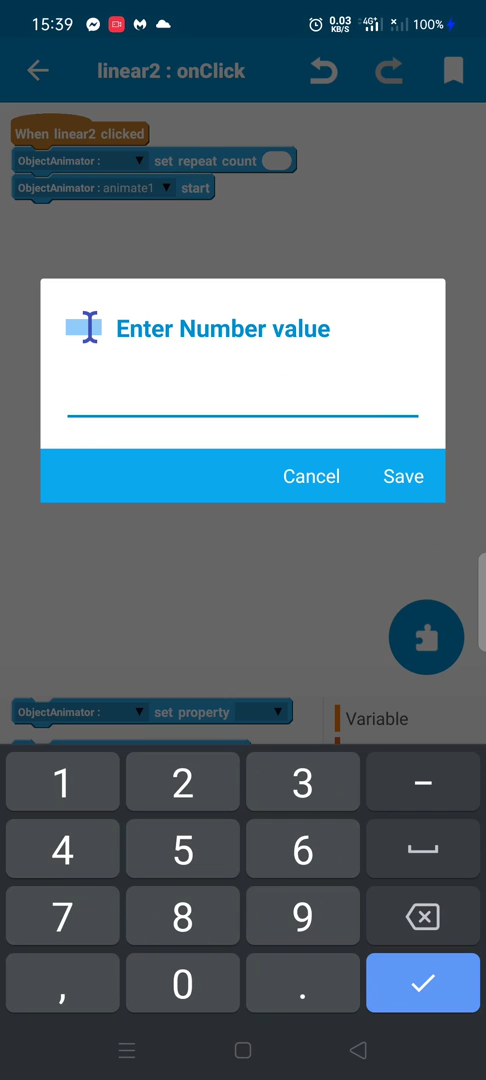 15:39 0.03 KB/S 4G+ x 100%
linear2 : onClick
When linear2 clicked
ObjectAnimator : set repeat count
ObjectAnimator : animate1 start
Enter Number value
Cancel Save
ObjectAnimator : set property
Variable
1 2 3 –
4 5 6
7 8 9
, 0 .